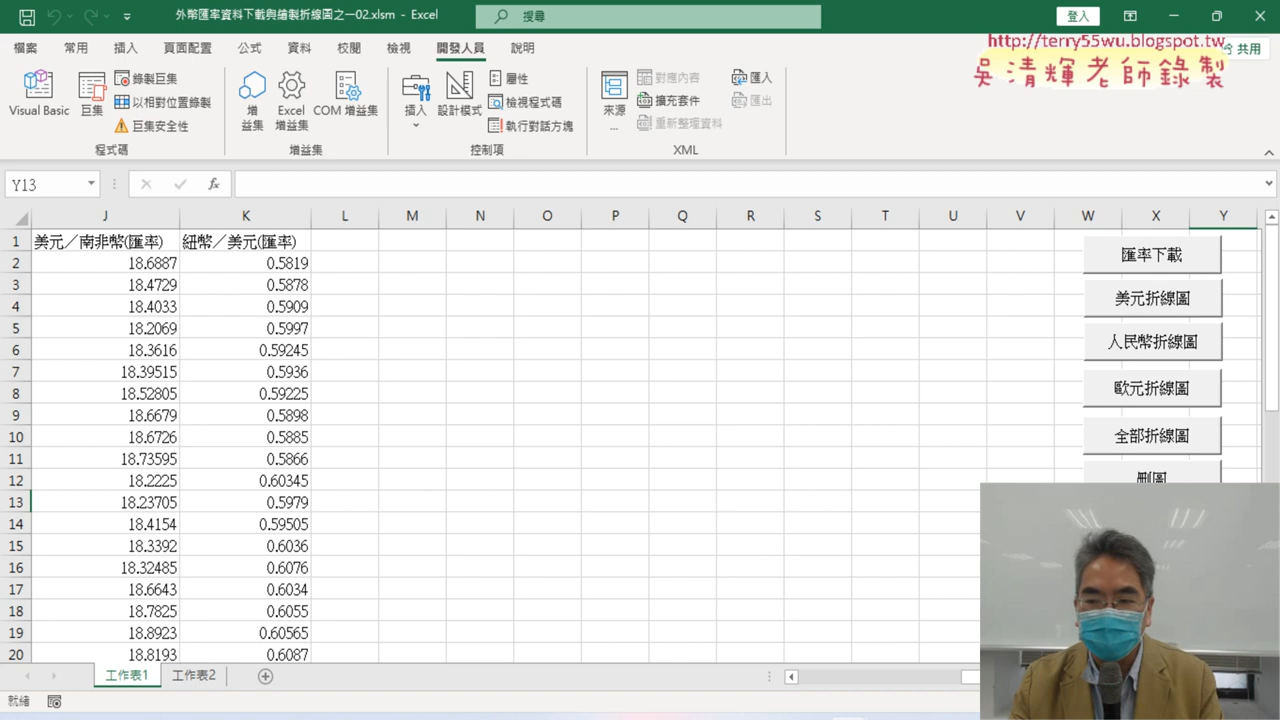 外幣匯率資料下載與繪製折線圖之一02.xlsm - Excel
搜尋
登入
檔案 常用 插入 頁面配置 公式 資料 校閱 檢視 開發人員 說明
http://terry55wu.blogspot.tw
共用
吳清輝老師錄製
Visual Basic
巨集
錄製巨集
以相對位置錄製
巨集安全性
程式碼
增益集
Excel 增益集
COM 增益集
增益集
插入
設計模式
屬性
檢視程式碼
執行對話方塊
控制項
來源
...
對應內容
擴充套件
重新整理資料
匯入
匯出
XML
Y13
fx
J K L M N O P Q R S T U V W X Y
1 美元／南非幣(匯率) 紐幣／美元(匯率)
2 18.6887 0.5819
3 18.4729 0.5878
4 18.4033 0.5909
5 18.2069 0.5997
6 18.3616 0.59245
7 18.39515 0.5936
8 18.52805 0.59225
9 18.6679 0.5898
10 18.6726 0.5885
11 18.73595 0.5866
12 18.2225 0.60345
13 18.23705 0.5979
14 18.4154 0.59505
15 18.3392 0.6036
16 18.32485 0.6076
17 18.6643 0.6034
18 18.7825 0.6055
19 18.8923 0.60565
20 18.8193 0.6087
匯率下載
美元折線圖
人民幣折線圖
歐元折線圖
全部折線圖
刪圖
工作表1 工作表2
就緒